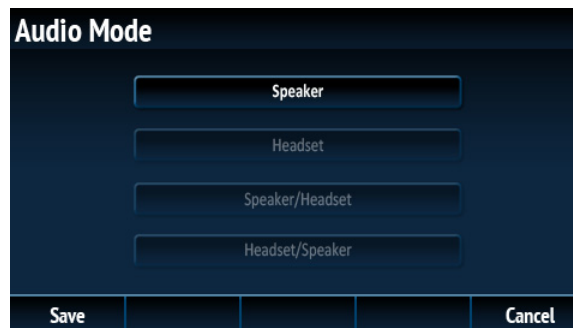 Audio Mode
Speaker
Headset
Speaker/Headset
Headset/Speaker
Save Cancel